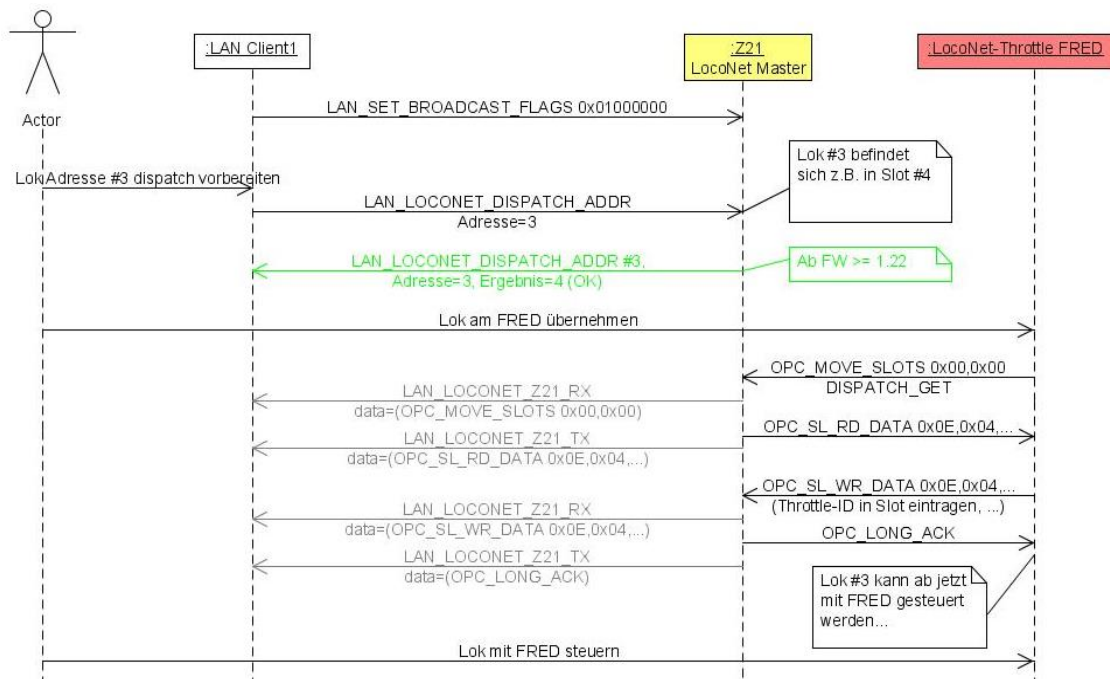 :LAN Client1
:Z21
LocoNet Master
:LocoNet-Throttle FRED
Actor
LAN_SET_BROADCAST_FLAGS 0x01000000
Lok Adresse #3 dispatch vorbereiten
Lok #3 befindet
sich z.B. in Slot #4
LAN_LOCONET_DISPATCH_ADDR
Adresse=3
LAN_LOCONET_DISPATCH_ADDR #3,
Adresse=3, Ergebnis=4 (OK)
Ab FW >= 1.22
Lok am FRED übernehmen
OPC_MOVE_SLOTS 0x00,0x00
DISPATCH_GET
LAN_LOCONET_Z21_RX
data=(OPC_MOVE_SLOTS 0x00,0x00)
OPC_SL_RD_DATA 0x0E,0x04,...
LAN_LOCONET_Z21_TX
data=(OPC_SL_RD_DATA 0x0E,0x04,...)
OPC_SL_WR_DATA 0x0E,0x04,...
(Throttle-ID in Slot eintragen, ...)
LAN_LOCONET_Z21_RX
data=(OPC_SL_WR_DATA 0x0E,0x04,...)
OPC_LONG_ACK
LAN_LOCONET_Z21_TX
data=(OPC_LONG_ACK)
Lok #3 kann ab jetzt
mit FRED gesteuert
werden...
Lok mit FRED steuern